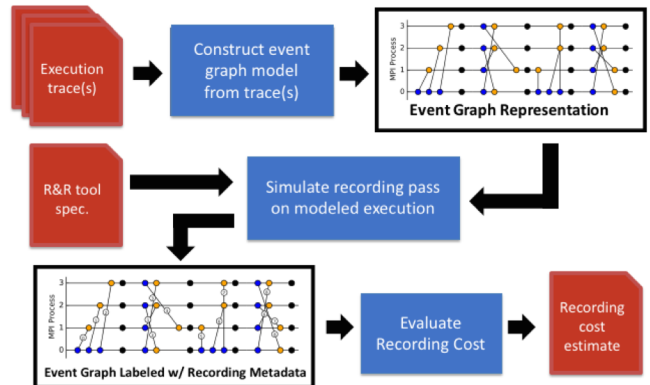 Execution
trace(s)
Construct event
graph model
from trace(s)
MPI Process
3
2
1
0
Event Graph Representation
R&R tool
spec.
Simulate recording pass
on modeled execution
MPI Process
3
2
1
0
Event Graph Labeled w/ Recording Metadata
Evaluate
Recording Cost
Recording
cost
estimate